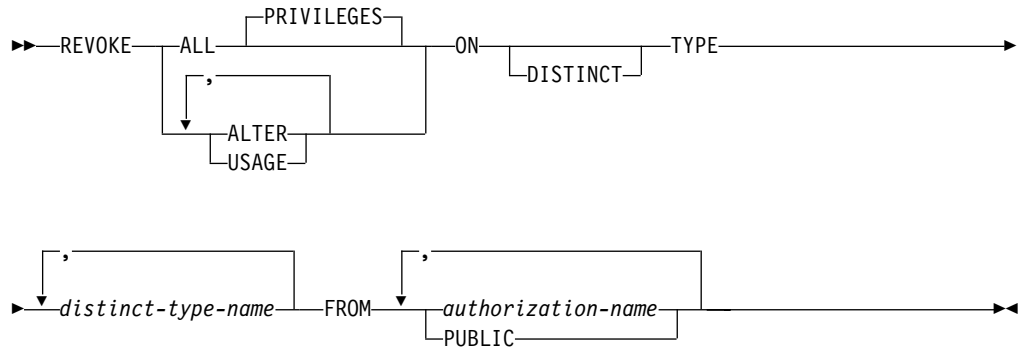 PRIVILEGES
REVOKE ALL ON TYPE
, DISTINCT
ALTER
USAGE
, ,
distinct-type-name FROM authorization-name
PUBLIC